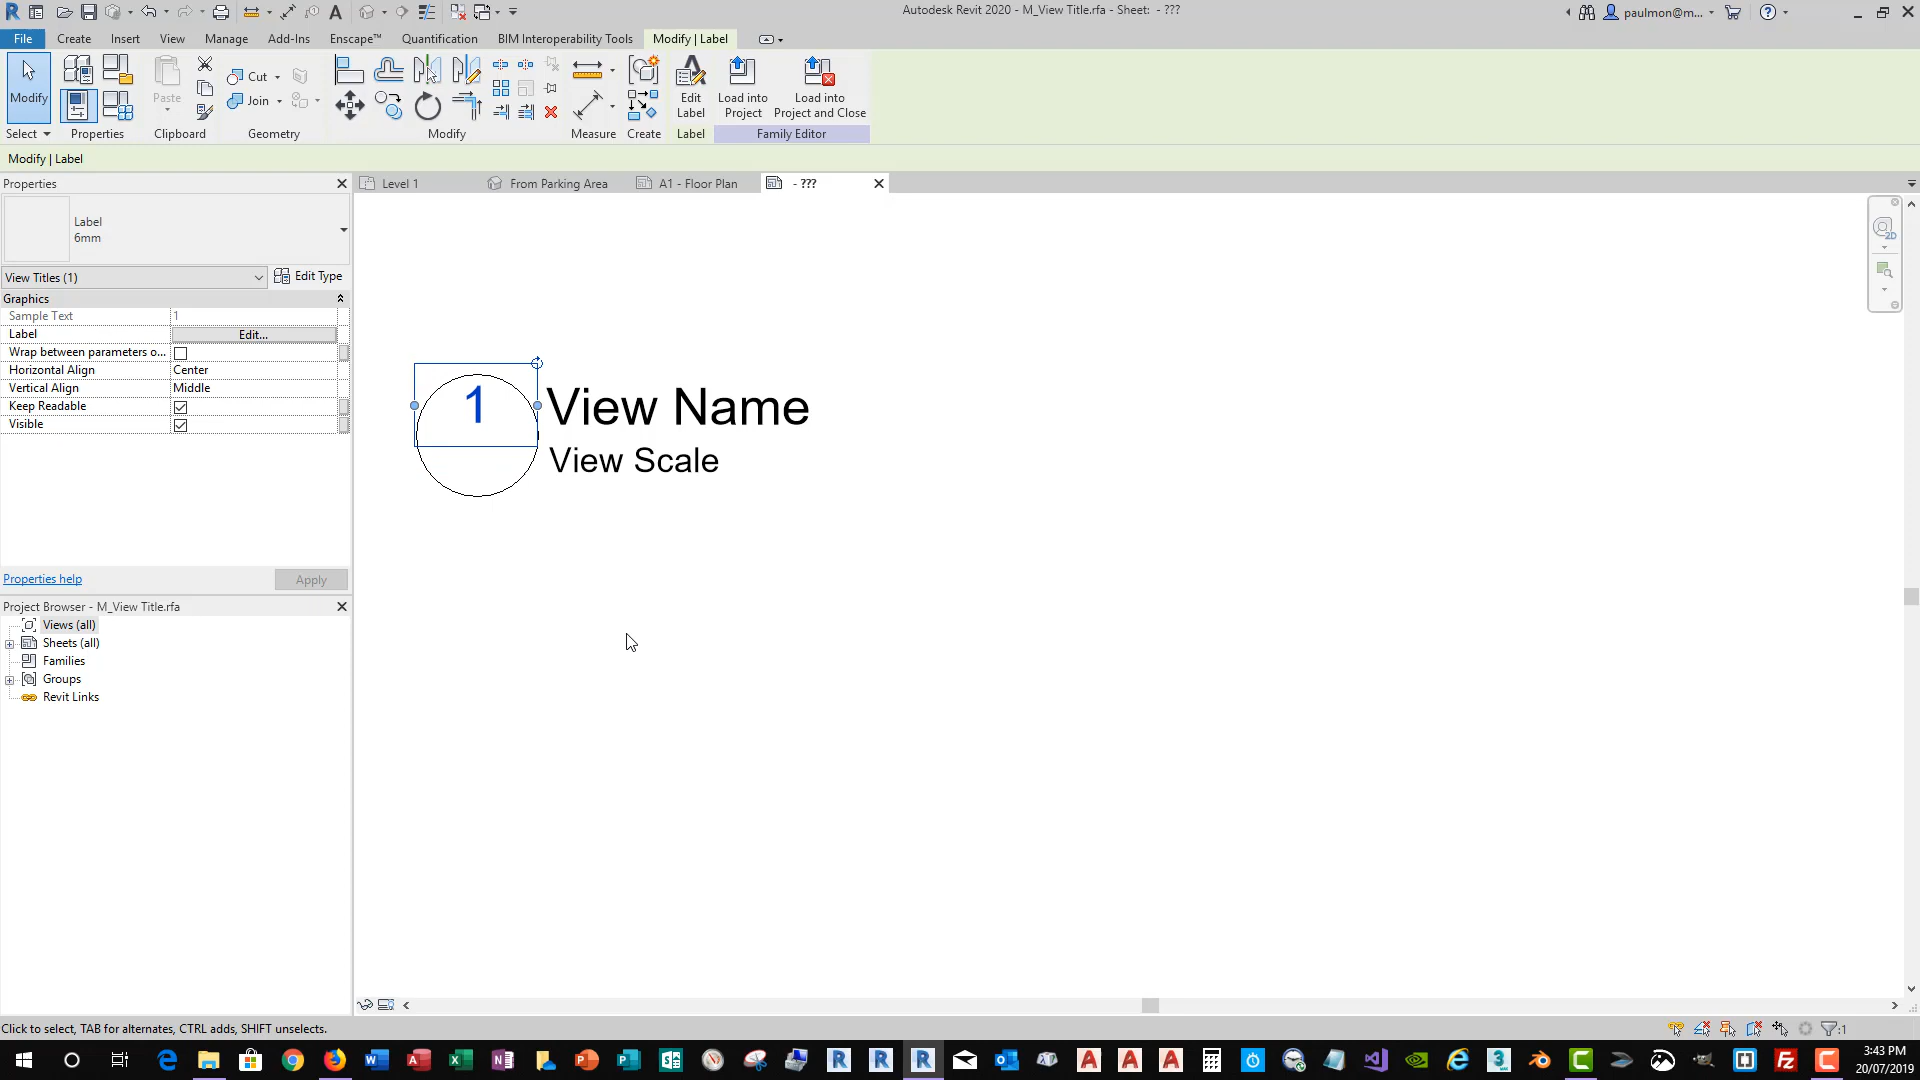 Autodesk Revit 2020 - M_View Title.rfa - Sheet: - ???
paulmon@m...
File Create Insert View Manage Add-Ins Enscape™ Quantification BIM Interoperability Tools Modify | Label
Modify
Paste
Cut
Join
Edit Label
Load into Project
Load into Project and Close
Select Properties Clipboard Geometry Modify Measure Create Label Family Editor
Modify | Label
Properties
Level 1
From Parking Area
A1 - Floor Plan
- ???
Label
6mm
2D
View Titles (1)
Edit Type
Graphics
Sample Text 1
Label Edit...
Wrap between parameters o...
Horizontal Align Center
Vertical Align Middle
Keep Readable
Visible
1 View Name
View Scale
Properties help
Apply
Project Browser - M_View Title.rfa
Views (all)
Sheets (all)
Families
Groups
Revit Links
Click to select, TAB for alternates, CTRL adds, SHIFT unselects.
:1
3:43 PM
20/07/2019